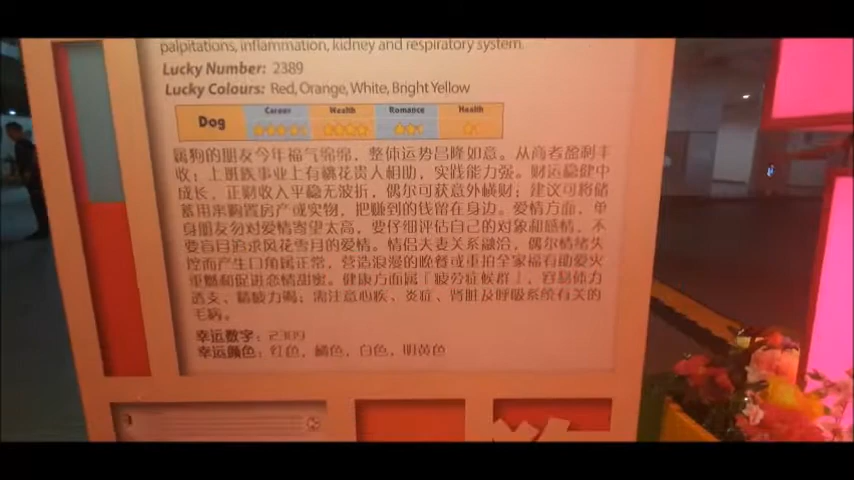 palpitations, inflammation, kidney and respiratory system.
Lucky Number: 2389
Lucky Colours: Red, Orange, White, Bright Yellow
Dog Career Health Romance Health
属狗的朋友今年福气绵绵，整体运势昌隆如意。从商者盈利丰
收；上班族事业上有桃花贵人相助，实践能力强。财运稳健中
成长，正财收入平稳无波折，偶尔可获意外横财；建议可将储
蓄用来购置房产或实物，把赚到的钱留在身边。爱情方面，单
身朋友勿对爱情寄望太高，要仔细评估自己的对象和感情，不
要盲目追求风花雪月的爱情。情侣夫妻关系融洽，偶尔情绪失
控而产生口角属正常，营造浪漫的晚餐或重拍全家福有助爱火
重燃和促进恋情甜蜜。健康方面属「疲劳症候群」，容易体力
透支、精疲力竭；需注意心疾、炎症、肾脏及呼吸系统有关的
毛病。
幸运数字：2389
幸运颜色：红色，橘色，白色，明黄色